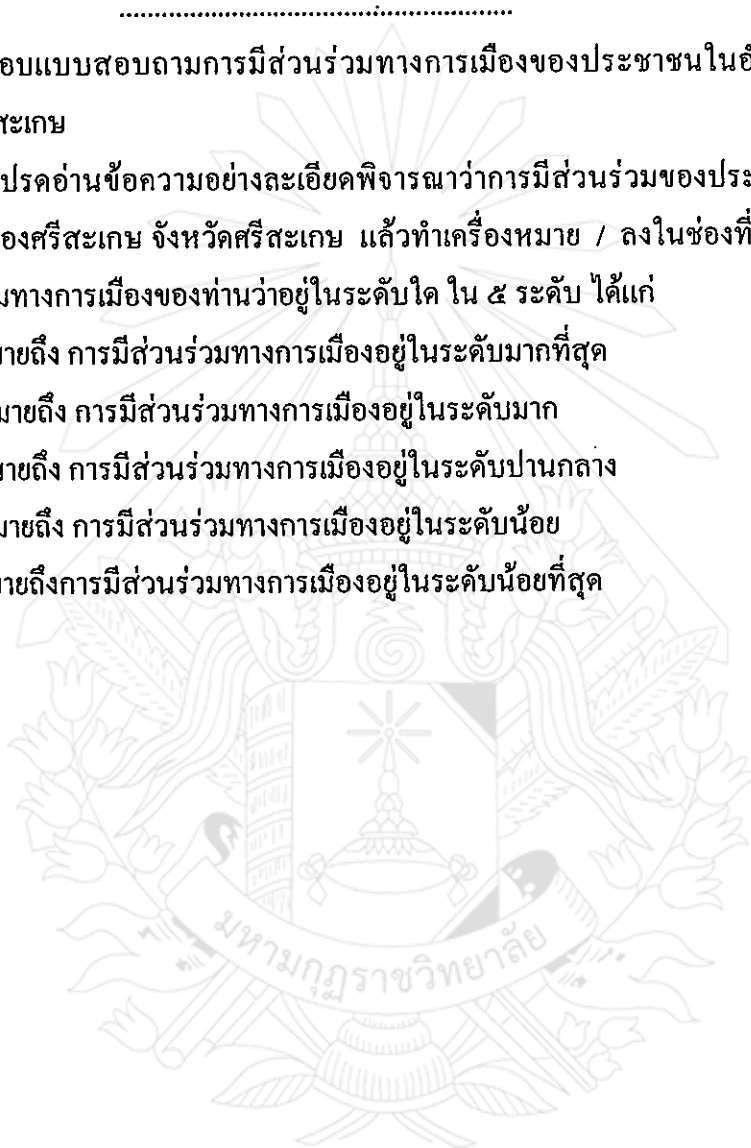 ............................................................
อบแบบสอบถามการมีส่วนร่วมทางการเมืองของประชาชนในอำ
สะเกษ
ปรดอ่านข้อความอย่างละเอียดพิจารณาว่าการมีส่วนร่วมของประ
องศรีสะเกษ จังหวัดศรีสะเกษ แล้วทำเครื่องหมาย / ลงในช่องที่
มทางการเมืองของท่านว่าอยู่ในระดับใด ใน ๕ ระดับ ได้แก่
มายถึง การมีส่วนร่วมทางการเมืองอยู่ในระดับมากที่สุด
มายถึง การมีส่วนร่วมทางการเมืองอยู่ในระดับมาก
มายถึง การมีส่วนร่วมทางการเมืองอยู่ในระดับปานกลาง
มายถึง การมีส่วนร่วมทางการเมืองอยู่ในระดับน้อย
มายถึงการมีส่วนร่วมทางการเมืองอยู่ในระดับน้อยที่สุด
มหามกุฏราชวิทยาลัย